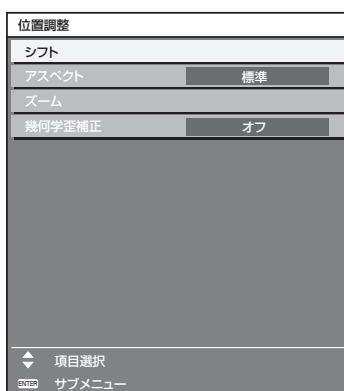 位置調整
シフト
アスペクト 標準
ズーム
幾何学歪補正 オフ
項目選択
ENTER サブメニュー